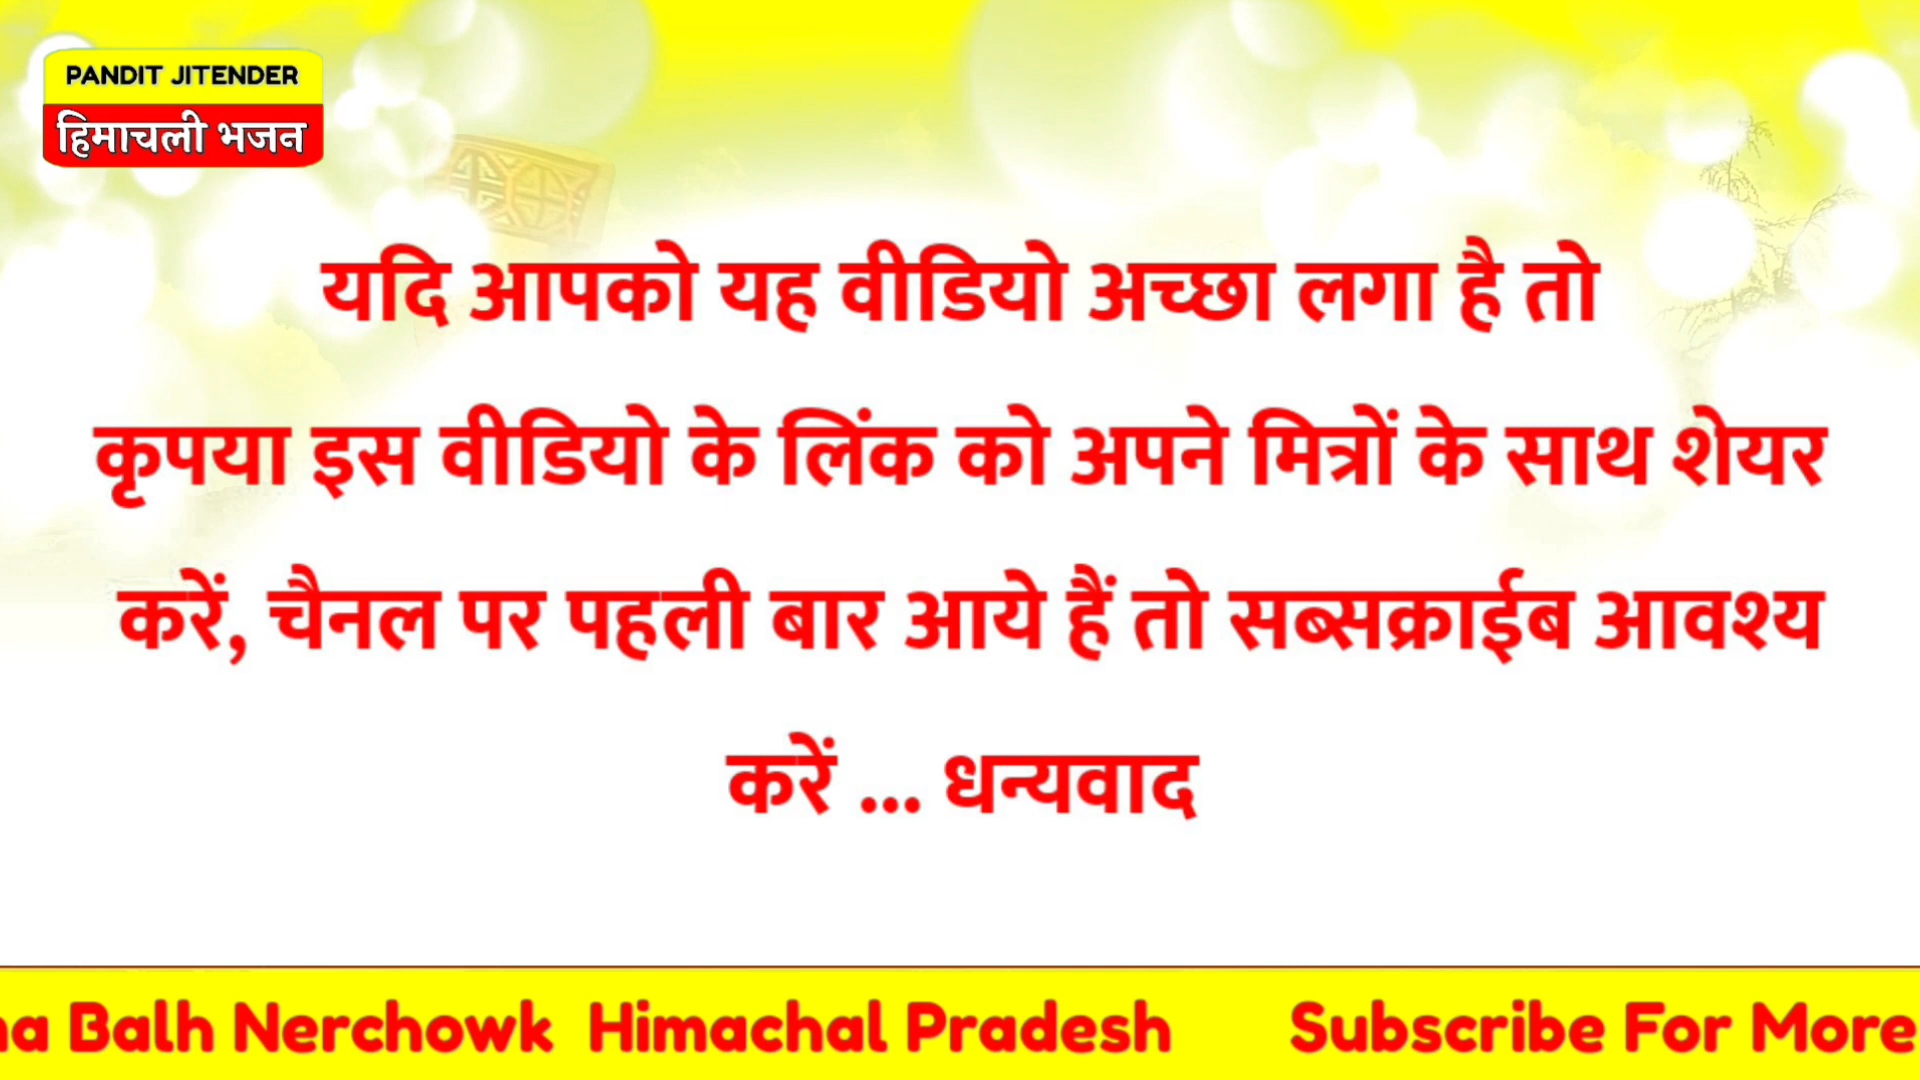 PANDIT JITENDER
हिमाचली भजन
यदि आपको यह वीडियो अच्छा लगा है तो
कृपया इस वीडियो के लिंक को अपने मित्रों के साथ शेयर
करें, चैनल पर पहली बार आये हैं तो सब्सक्राईब आवश्य
करें ... धन्यवाद
Balh Nerchowk Himachal Pradesh Subscribe For More